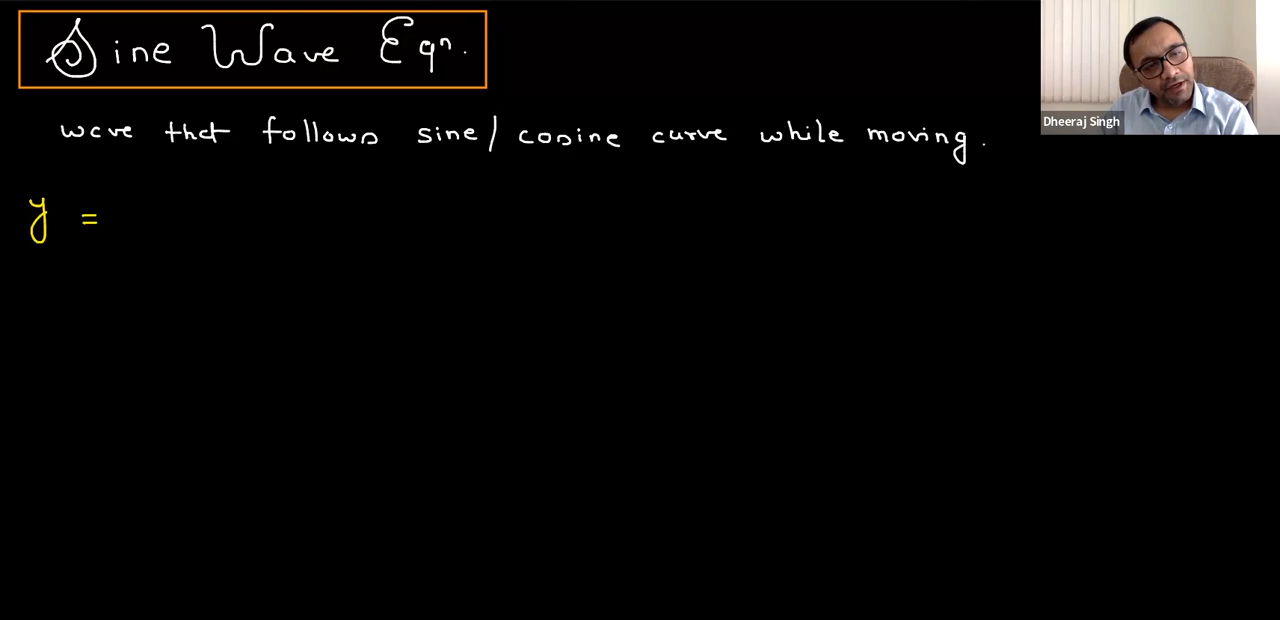 Sine Wave Eqn.
Dheeraj Singh
wave that follows sine/cosine curve while moving.
y =